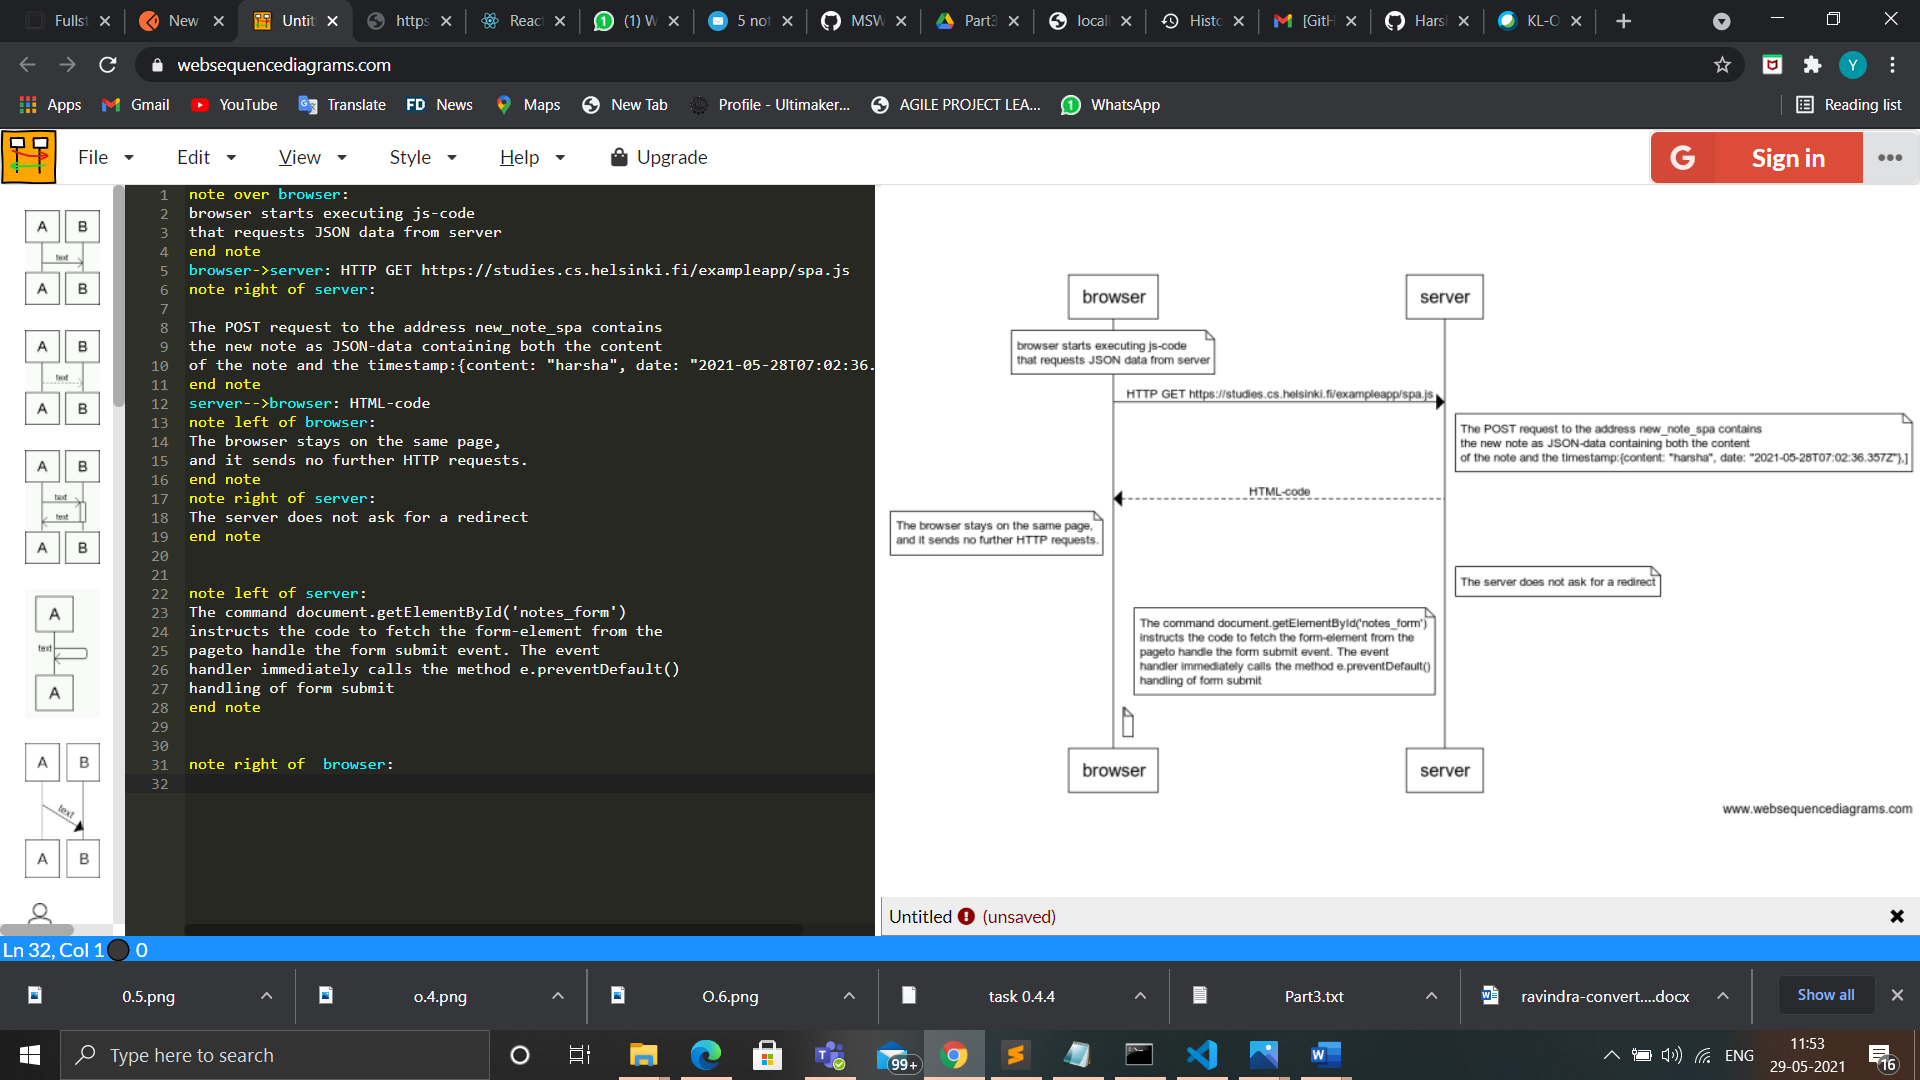 Fullst
New
Untit
https
React
(1) W
5 not
MSW
Part3
locall
Histo
[GitH
Harsh
KL-O
websequencediagrams.com
Y
Apps
Gmail
YouTube
Translate
FD News
Maps
New Tab
Profile - Ultimaker...
AGILE PROJECT LEA...
WhatsApp
Reading list
File
Edit
View
Style
Help
Upgrade
G Sign in
A B
text
A B
A B
text
A B
A B
text
text
A B
A
text
A
A B
text
A B
1 note over browser:
2 browser starts executing js-code
3 that requests JSON data from server
4 end note
5 browser->server: HTTP GET https://studies.cs.helsinki.fi/exampleapp/spa.js
6 note right of server:
7
8 The POST request to the address new_note_spa contains
9 the new note as JSON-data containing both the content
10 of the note and the timestamp:{content: "harsha", date: "2021-05-28T07:02:36.
11 end note
12 server-->browser: HTML-code
13 note left of browser:
14 The browser stays on the same page,
15 and it sends no further HTTP requests.
16 end note
17 note right of server:
18 The server does not ask for a redirect
19 end note
20
21
22 note left of server:
23 The command document.getElementById('notes_form')
24 instructs the code to fetch the form-element from the
25 pageto handle the form submit event. The event
26 handler immediately calls the method e.preventDefault()
27 handling of form submit
28 end note
29
30
31 note right of  browser:
32
browser server
browser starts executing js-code
that requests JSON data from server
HTTP GET https://studies.cs.helsinki.fi/exampleapp/spa.js
The POST request to the address new_note_spa contains
the new note as JSON-data containing both the content
of the note and the timestamp:{content: "harsha", date: "2021-05-28T07:02:36.357Z"},]
HTML-code
The browser stays on the same page,
and it sends no further HTTP requests.
The server does not ask for a redirect
The command document.getElementById('notes_form')
instructs the code to fetch the form-element from the
pageto handle the form submit event. The event
handler immediately calls the method e.preventDefault()
handling of form submit
browser server
www.websequencediagrams.com
Untitled (unsaved)
Ln 32, Col 1 0
0.5.png
o.4.png
O.6.png
task 0.4.4
Part3.txt
ravindra-convert....docx
Show all
Type here to search
99+
ENG
11:53
29-05-2021
16